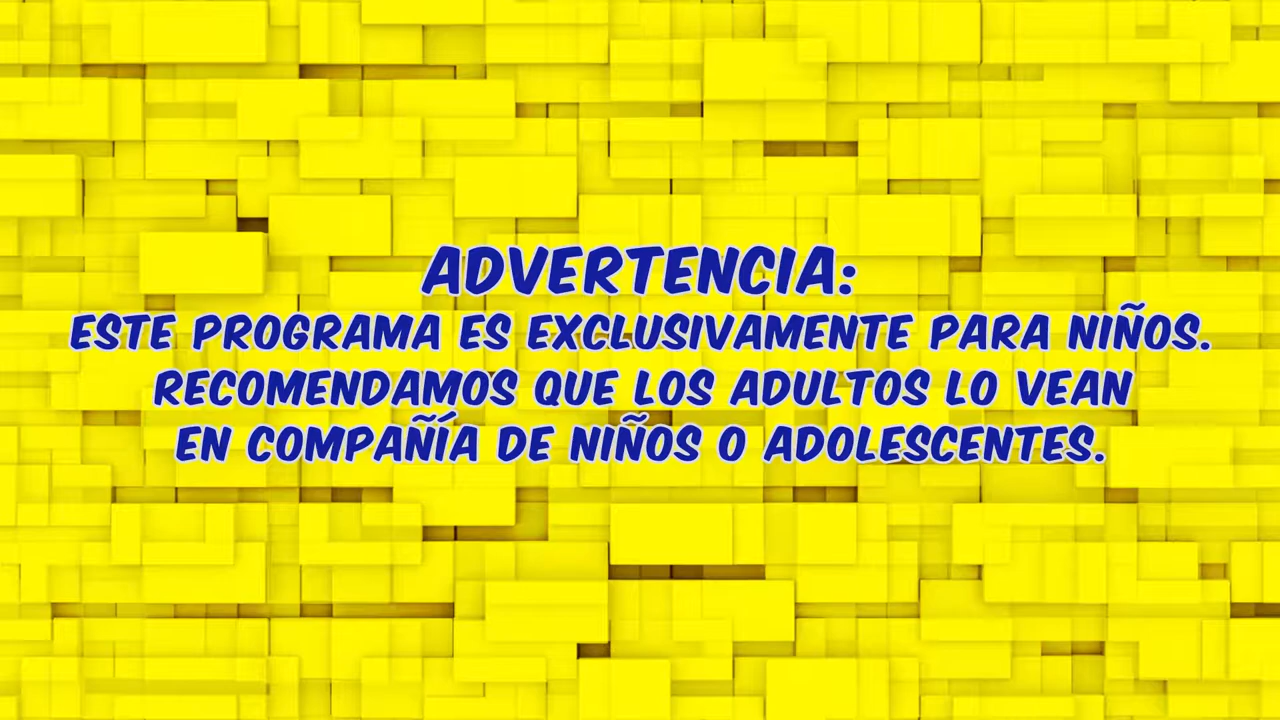 ADVERTENCIA:
ESTE PROGRAMA ES EXCLUSIVAMENTE PARA NIÑOS.
RECOMENDAMOS QUE LOS ADULTOS LO VEAN
EN COMPAÑÍA DE NIÑOS O ADOLESCENTES.